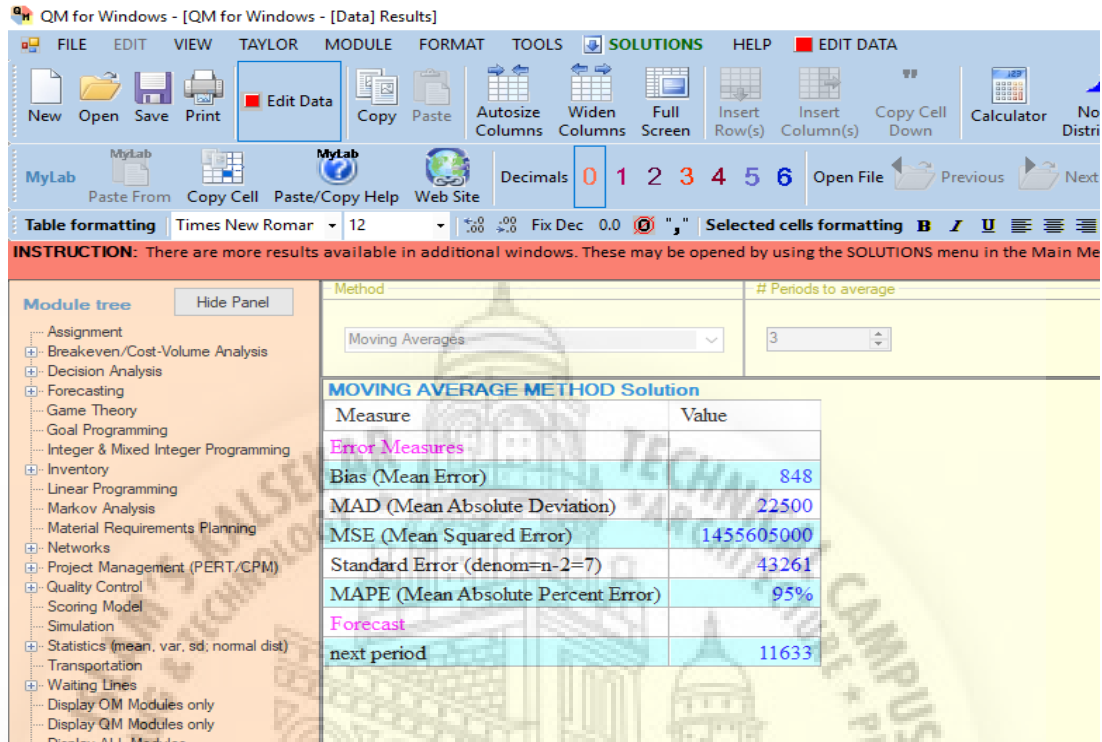 QM for Windows - [QM for Windows - [Data] Results]
FILE EDIT VIEW TAYLOR MODULE FORMAT TOOLS SOLUTIONS HELP EDIT DATA
New Open Save Print Edit Data Copy Paste Autosize Columns Widen Columns Full Screen Insert Row(s) Insert Column(s) Copy Cell Down Calculator
MyLab Paste From Copy Cell MyLab Paste/Copy Help Web Site Decimals 0 1 2 3 4 5 6 Open File Previous Next
Table formatting Times New Romar 12 Fix Dec 0.0 "," Selected cells formatting B I U
INSTRUCTION: There are more results available in additional windows. These may be opened by using the SOLUTIONS menu in the Main Me
Module tree Hide Panel
Assignment
Breakeven/Cost-Volume Analysis
Decision Analysis
Forecasting
Game Theory
Goal Programming
Integer & Mixed Integer Programming
Inventory
Linear Programming
Markov Analysis
Material Requirements Planning
Networks
Project Management (PERT/CPM)
Quality Control
Scoring Model
Simulation
Statistics (mean, var, sd; normal dist)
Transportation
Waiting Lines
Display OM Modules only
Display QM Modules only
Display ALL Modules
Method
Moving Averages
# Periods to average
3
MOVING AVERAGE METHOD Solution
Measure Value
Error Measures
Bias (Mean Error) 848
MAD (Mean Absolute Deviation) 22500
MSE (Mean Squared Error) 1455605000
Standard Error (denom=n-2=7) 43261
MAPE (Mean Absolute Percent Error) 95%
Forecast
next period 11633